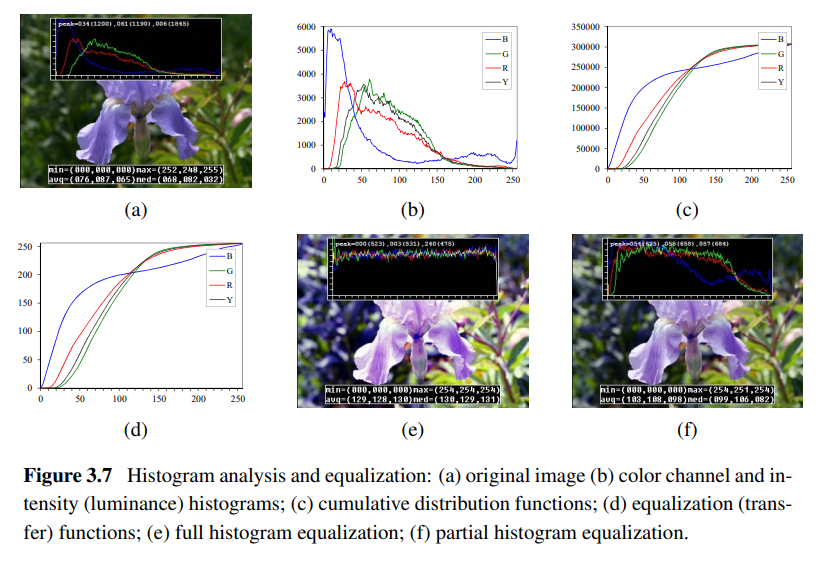 peak=034(1200),061(1190),006(1865)
min=(000,000,000)max=(252,248,255)
avg=(076,087,065)med=(068,082,032)
(a)
6000
5000
4000
3000
2000
1000
0
0 50 100 150 200 250
B
G
R
Y
(b)
350000
300000
250000
200000
150000
100000
50000
0
0 50 100 150 200 250
B
G
R
Y
(c)
250
200
150
100
50
0
0 50 100 150 200 250
B
G
R
Y
(d)
peak=000(523),003(531),240(475)
min=(000,000,000)max=(254,254,254)
avg=(129,128,130)med=(130,129,131)
(e)
min=(000,000,000)max=(254,251,254)
avg=(103,108,098)med=(099,106,082)
(f)
Figure 3.7 Histogram analysis and equalization: (a) original image (b) color channel and in-
tensity (luminance) histograms; (c) cumulative distribution functions; (d) equalization (trans-
fer) functions; (e) full histogram equalization; (f) partial histogram equalization.